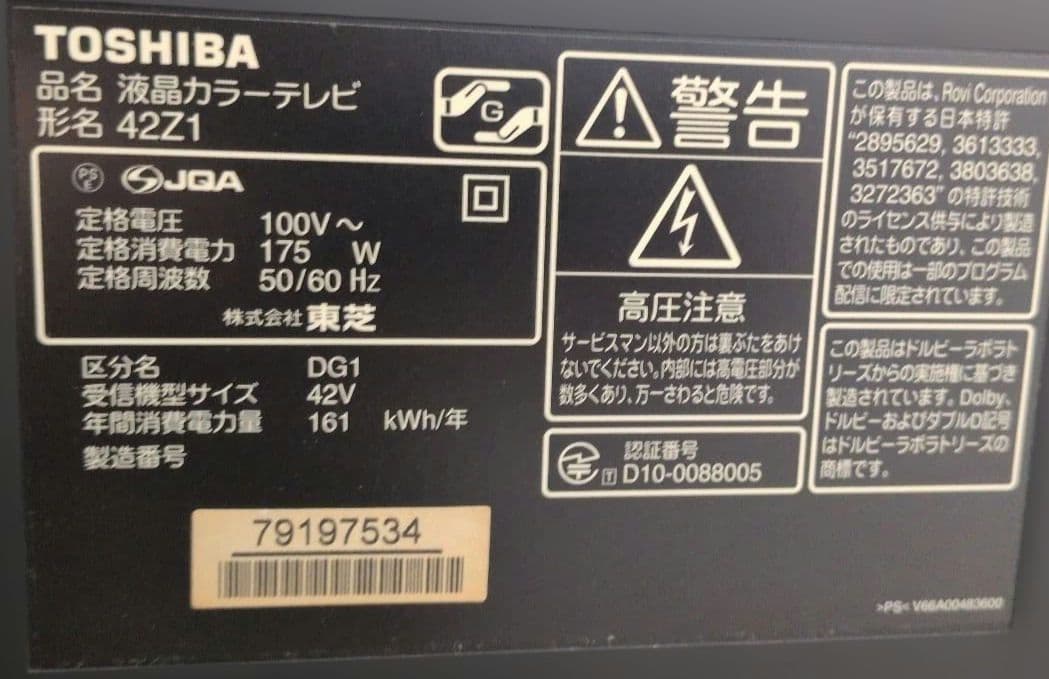 TOSHIBA
品名 液晶カラーテレビ
形名 42Z1
G
PS
E
JQA
定格電圧 100V～
定格消費電力 175 W
定格周波数 50/60 Hz
株式会社 東芝
区分名 DG1
受信機型サイズ 42V
年間消費電力量 161 kWh/年
製造番号
79197534
警告
高圧注意
サービスマン以外の方は裏ぶたをあけ
ないでください。内部には高電圧部分が
数多くあり、万一さわると危険です。
認証番号
T D10-0088005
この製品は、Rovi Corporation
が保有する日本特許
"2895629, 3613333,
3517672, 3803638,
3272363" の特許技術
のライセンス供与により製造
されたものであり、この製品
での使用は一部のプログラム
配信に限定されています。
この製品はドルビーラボラト
リーズからの実施権に基づき
製造されています。Dolby、
ドルビーおよびダブルD記号
はドルビーラボラトリーズの
商標です。
>PS< V66A00483600